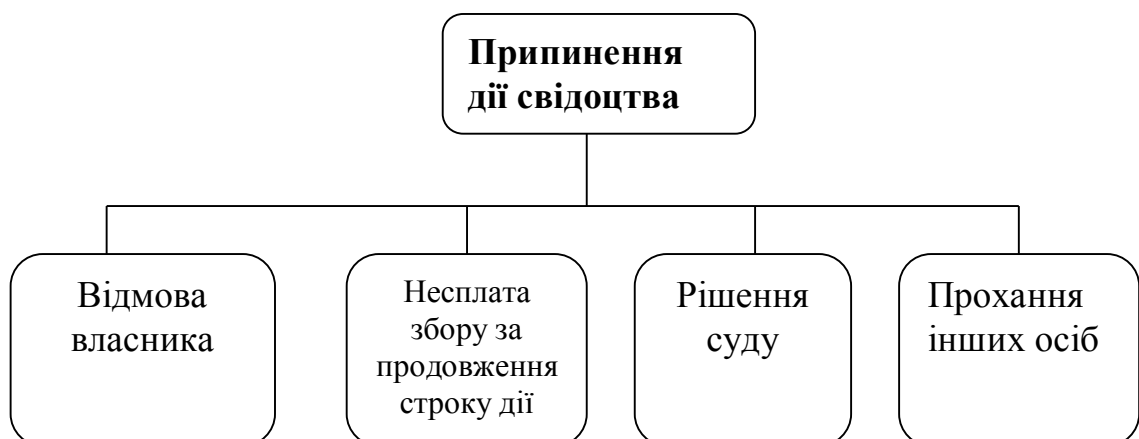 Припинення
дії свідоцтва
Відмова
власника
Несплата
збору за
продовження
строку дії
Рішення
суду
Прохання
інших осіб